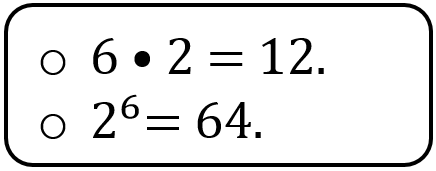 ○ 6 • 2 = 12.
○ 2⁶= 64.